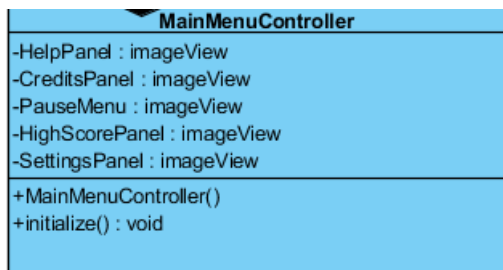 MainMenuController
-HelpPanel : imageView
-CreditsPanel : imageView
-PauseMenu : imageView
-HighScorePanel : imageView
-SettingsPanel : imageView
+MainMenuController()
+initialize() : void